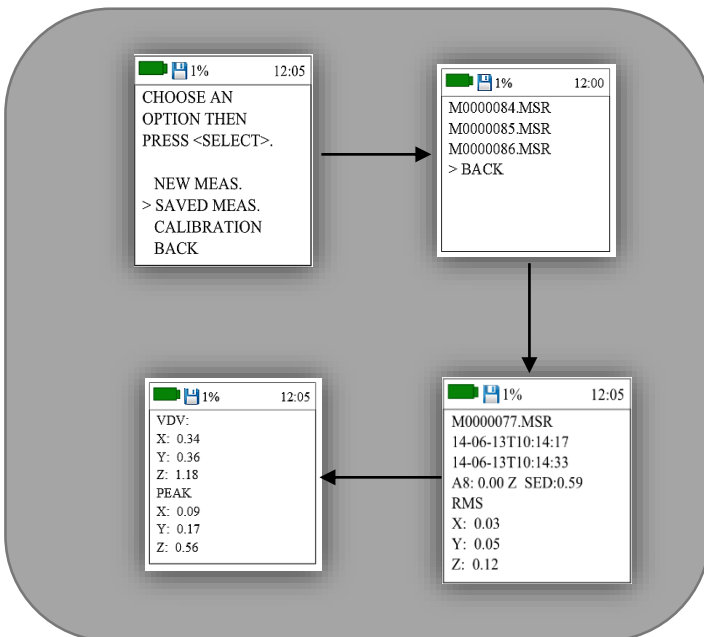 1% 12:05
CHOOSE AN
OPTION THEN
PRESS <SELECT>.
NEW MEAS.
> SAVED MEAS.
CALIBRATION
BACK
1% 12:00
M0000084.MSR
M0000085.MSR
M0000086.MSR
> BACK
1% 12:05
M0000077.MSR
14-06-13T10:14:17
14-06-13T10:14:33
A8: 0.00 Z SED:0.59
RMS
X: 0.03
Y: 0.05
Z: 0.12
1% 12:05
VDV:
X: 0.34
Y: 0.36
Z: 1.18
PEAK
X: 0.09
Y: 0.17
Z: 0.56